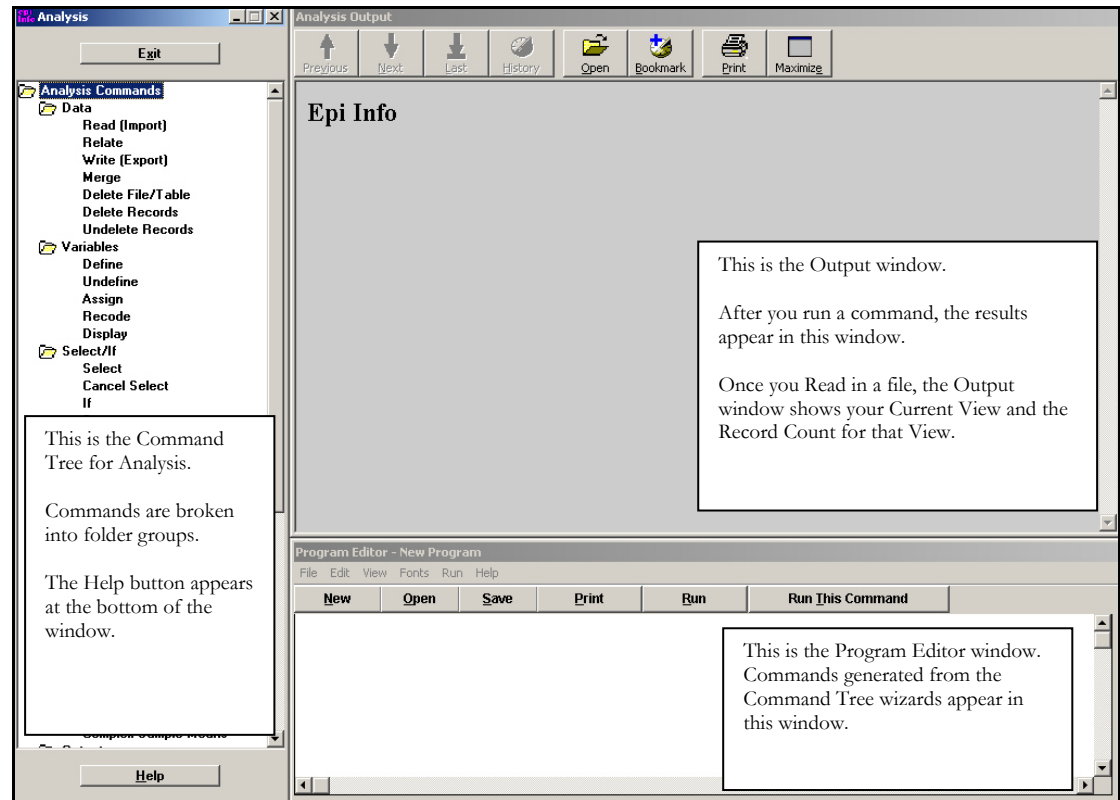 Epi Info Analysis
Exit
Analysis Commands
Data
Read (Import)
Relate
Write (Export)
Merge
Delete File/Table
Delete Records
Undelete Records
Variables
Define
Undefine
Assign
Recode
Display
Select/If
Select
Cancel Select
If
This is the Command
Tree for Analysis.
Commands are broken
into folder groups.
The Help button appears
at the bottom of the
window.
Complex Sample Means
Help
Analysis Output
Previous Next Last History Open Bookmark Print Maximize
Epi Info
This is the Output window.
After you run a command, the results
appear in this window.
Once you Read in a file, the Output
window shows your Current View and the
Record Count for that View.
Program Editor - New Program
File Edit View Fonts Run Help
New Open Save Print Run Run This Command
This is the Program Editor window.
Commands generated from the
Command Tree wizards appear in
this window.